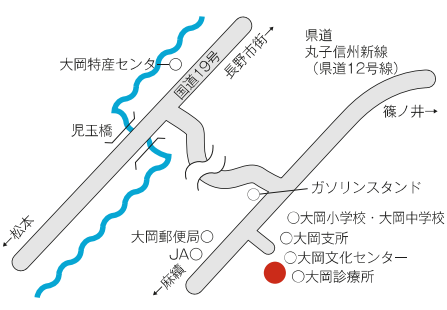 県道
丸子信州新線
（県道12号線）
大岡特産センター
国道19号
長野市街
篠ノ井
児玉橋
ガソリンスタンド
松本
大岡小学校・大岡中学校
大岡郵便局
大岡支所
JA
大岡文化センター
麻績
大岡診療所